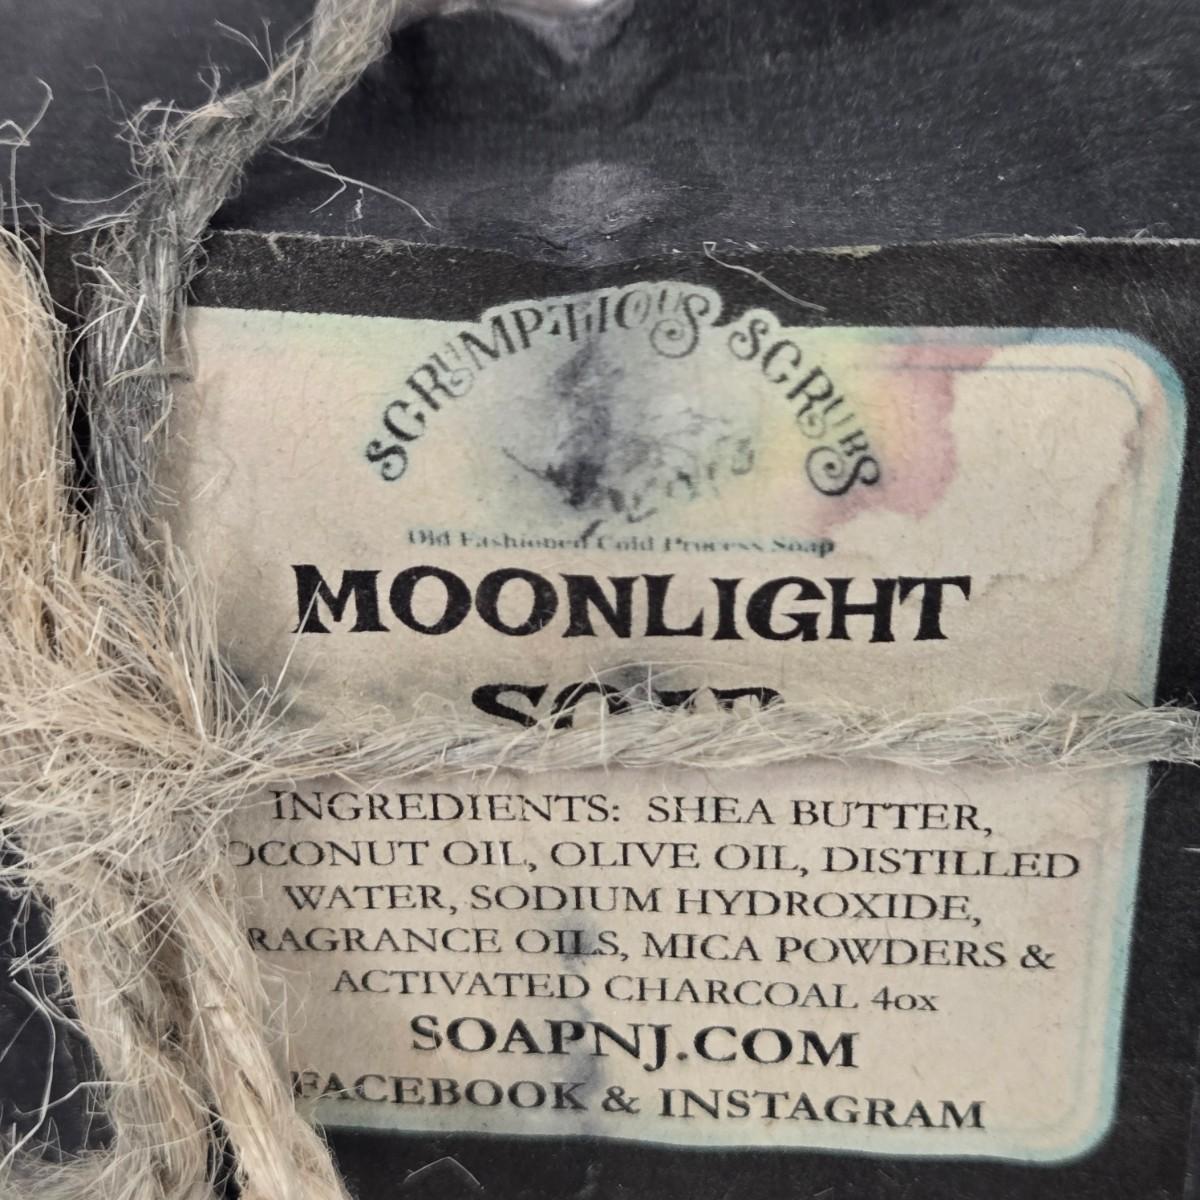 SCRUMPTIOUS SCRUBS
Old Fashioned Cold Process Soap
MOONLIGHT
INGREDIENTS: SHEA BUTTER,
OCONUT OIL, OLIVE OIL, DISTILLED
WATER, SODIUM HYDROXIDE,
RAGRANCE OILS, MICA POWDERS &
ACTIVATED CHARCOAL 4ox
SOAPNJ.COM
FACEBOOK & INSTAGRAM